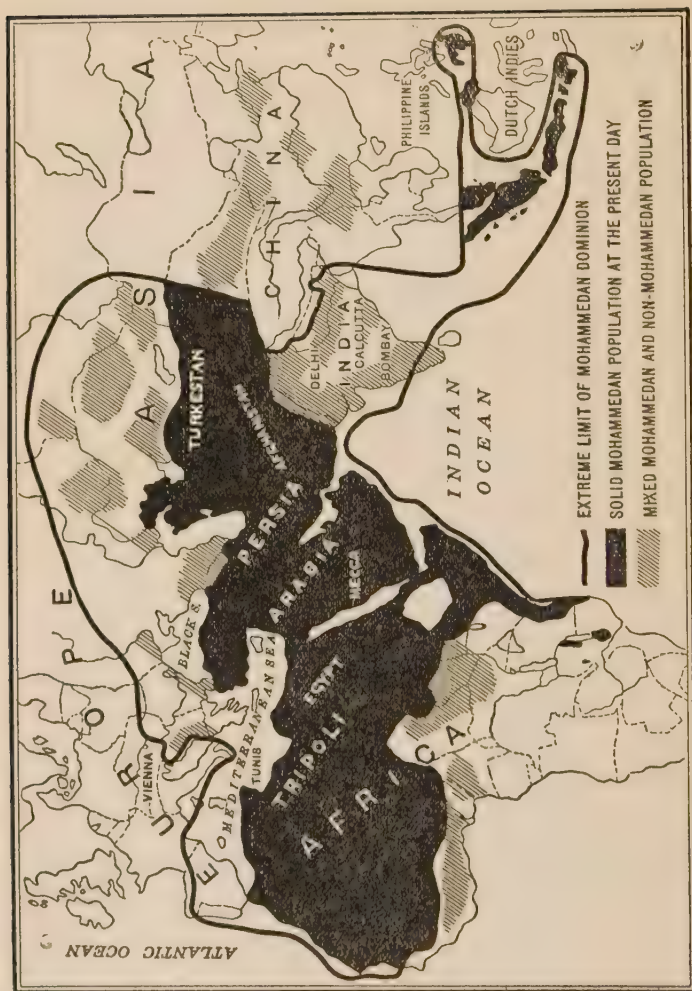 ATLANTIC OCEAN
EUROPE
VIENNA
BLACK S.
MEDITERRANEAN SEA
TUNIS
TRIPOLI
EGYPT
AFRICA
ARABIA
MECCA
PERSIA
AFGHANISTAN
TURKESTAN
ASIA
CHINA
DELHI
INDIA
CALCUTTA
BOMBAY
INDIAN
OCEAN
PHILIPPINE
ISLANDS
DUTCH INDIES
EXTREME LIMIT OF MOHAMMEDAN DOMINION
SOLID MOHAMMEDAN POPULATION AT THE PRESENT DAY
MIXED MOHAMMEDAN AND NON-MOHAMMEDAN POPULATION